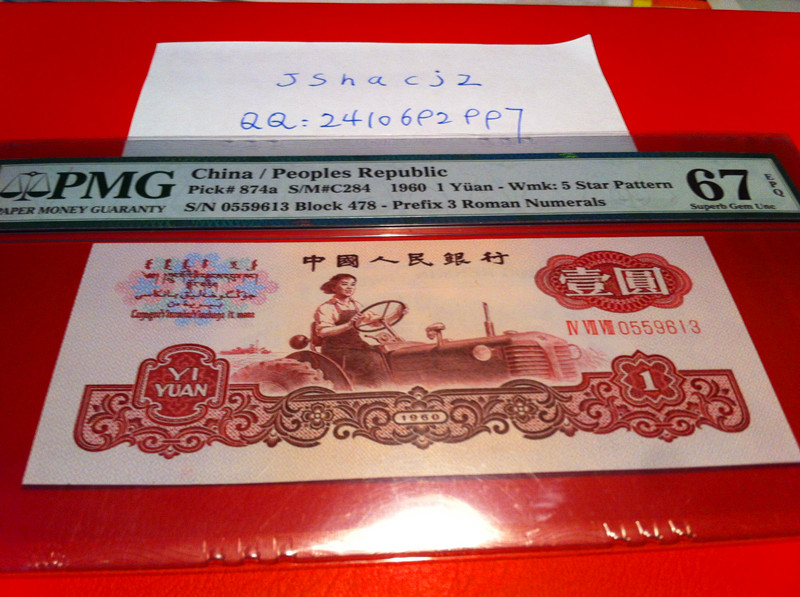 JShacjz
QQ:2410692997
PMG
PAPER MONEY GUARANTY
China / Peoples Republic
Pick# 874a S/M#C284 1960 1 Yüan - Wmk: 5 Star Pattern
S/N 0559613 Block 478 - Prefix 3 Roman Numerals
67 EPQ
Superb Gem Unc
中國人民銀行
壹圓
IV VII VIII 0559613
YI
YUAN
1960
1